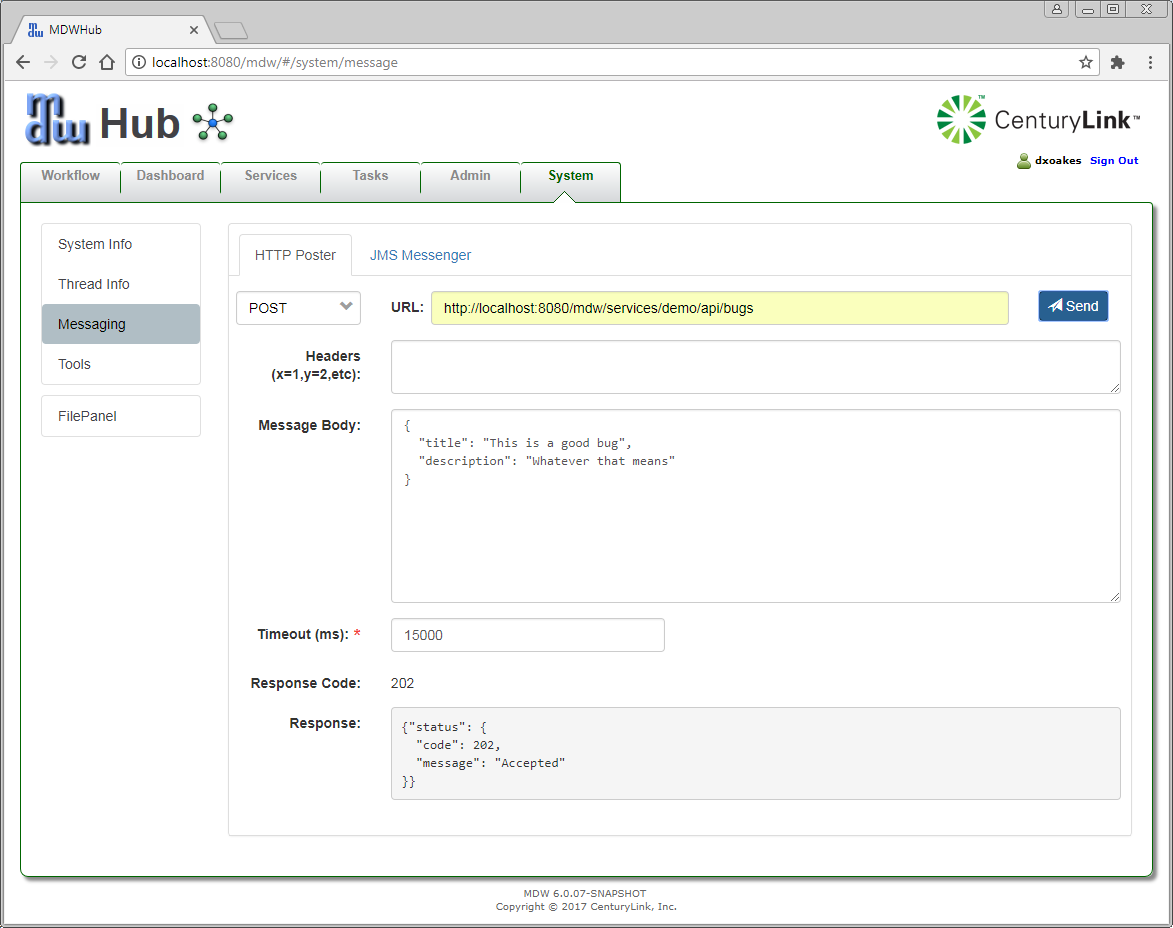 MDWHub
localhost:8080/mdw/#/system/message
mdw Hub
CenturyLink™
dxoakes Sign Out
Workflow Dashboard Services Tasks Admin System
System Info
Thread Info
Messaging
Tools
FilePanel
HTTP Poster JMS Messenger
POST URL: http://localhost:8080/mdw/services/demo/api/bugs Send
Headers
(x=1,y=2,etc):
Message Body:
{
"title": "This is a good bug",
"description": "Whatever that means"
}
Timeout (ms): * 15000
Response Code: 202
Response:
{"status": {
"code": 202,
"message": "Accepted"
}}
MDW 6.0.07-SNAPSHOT
Copyright © 2017 CenturyLink, Inc.